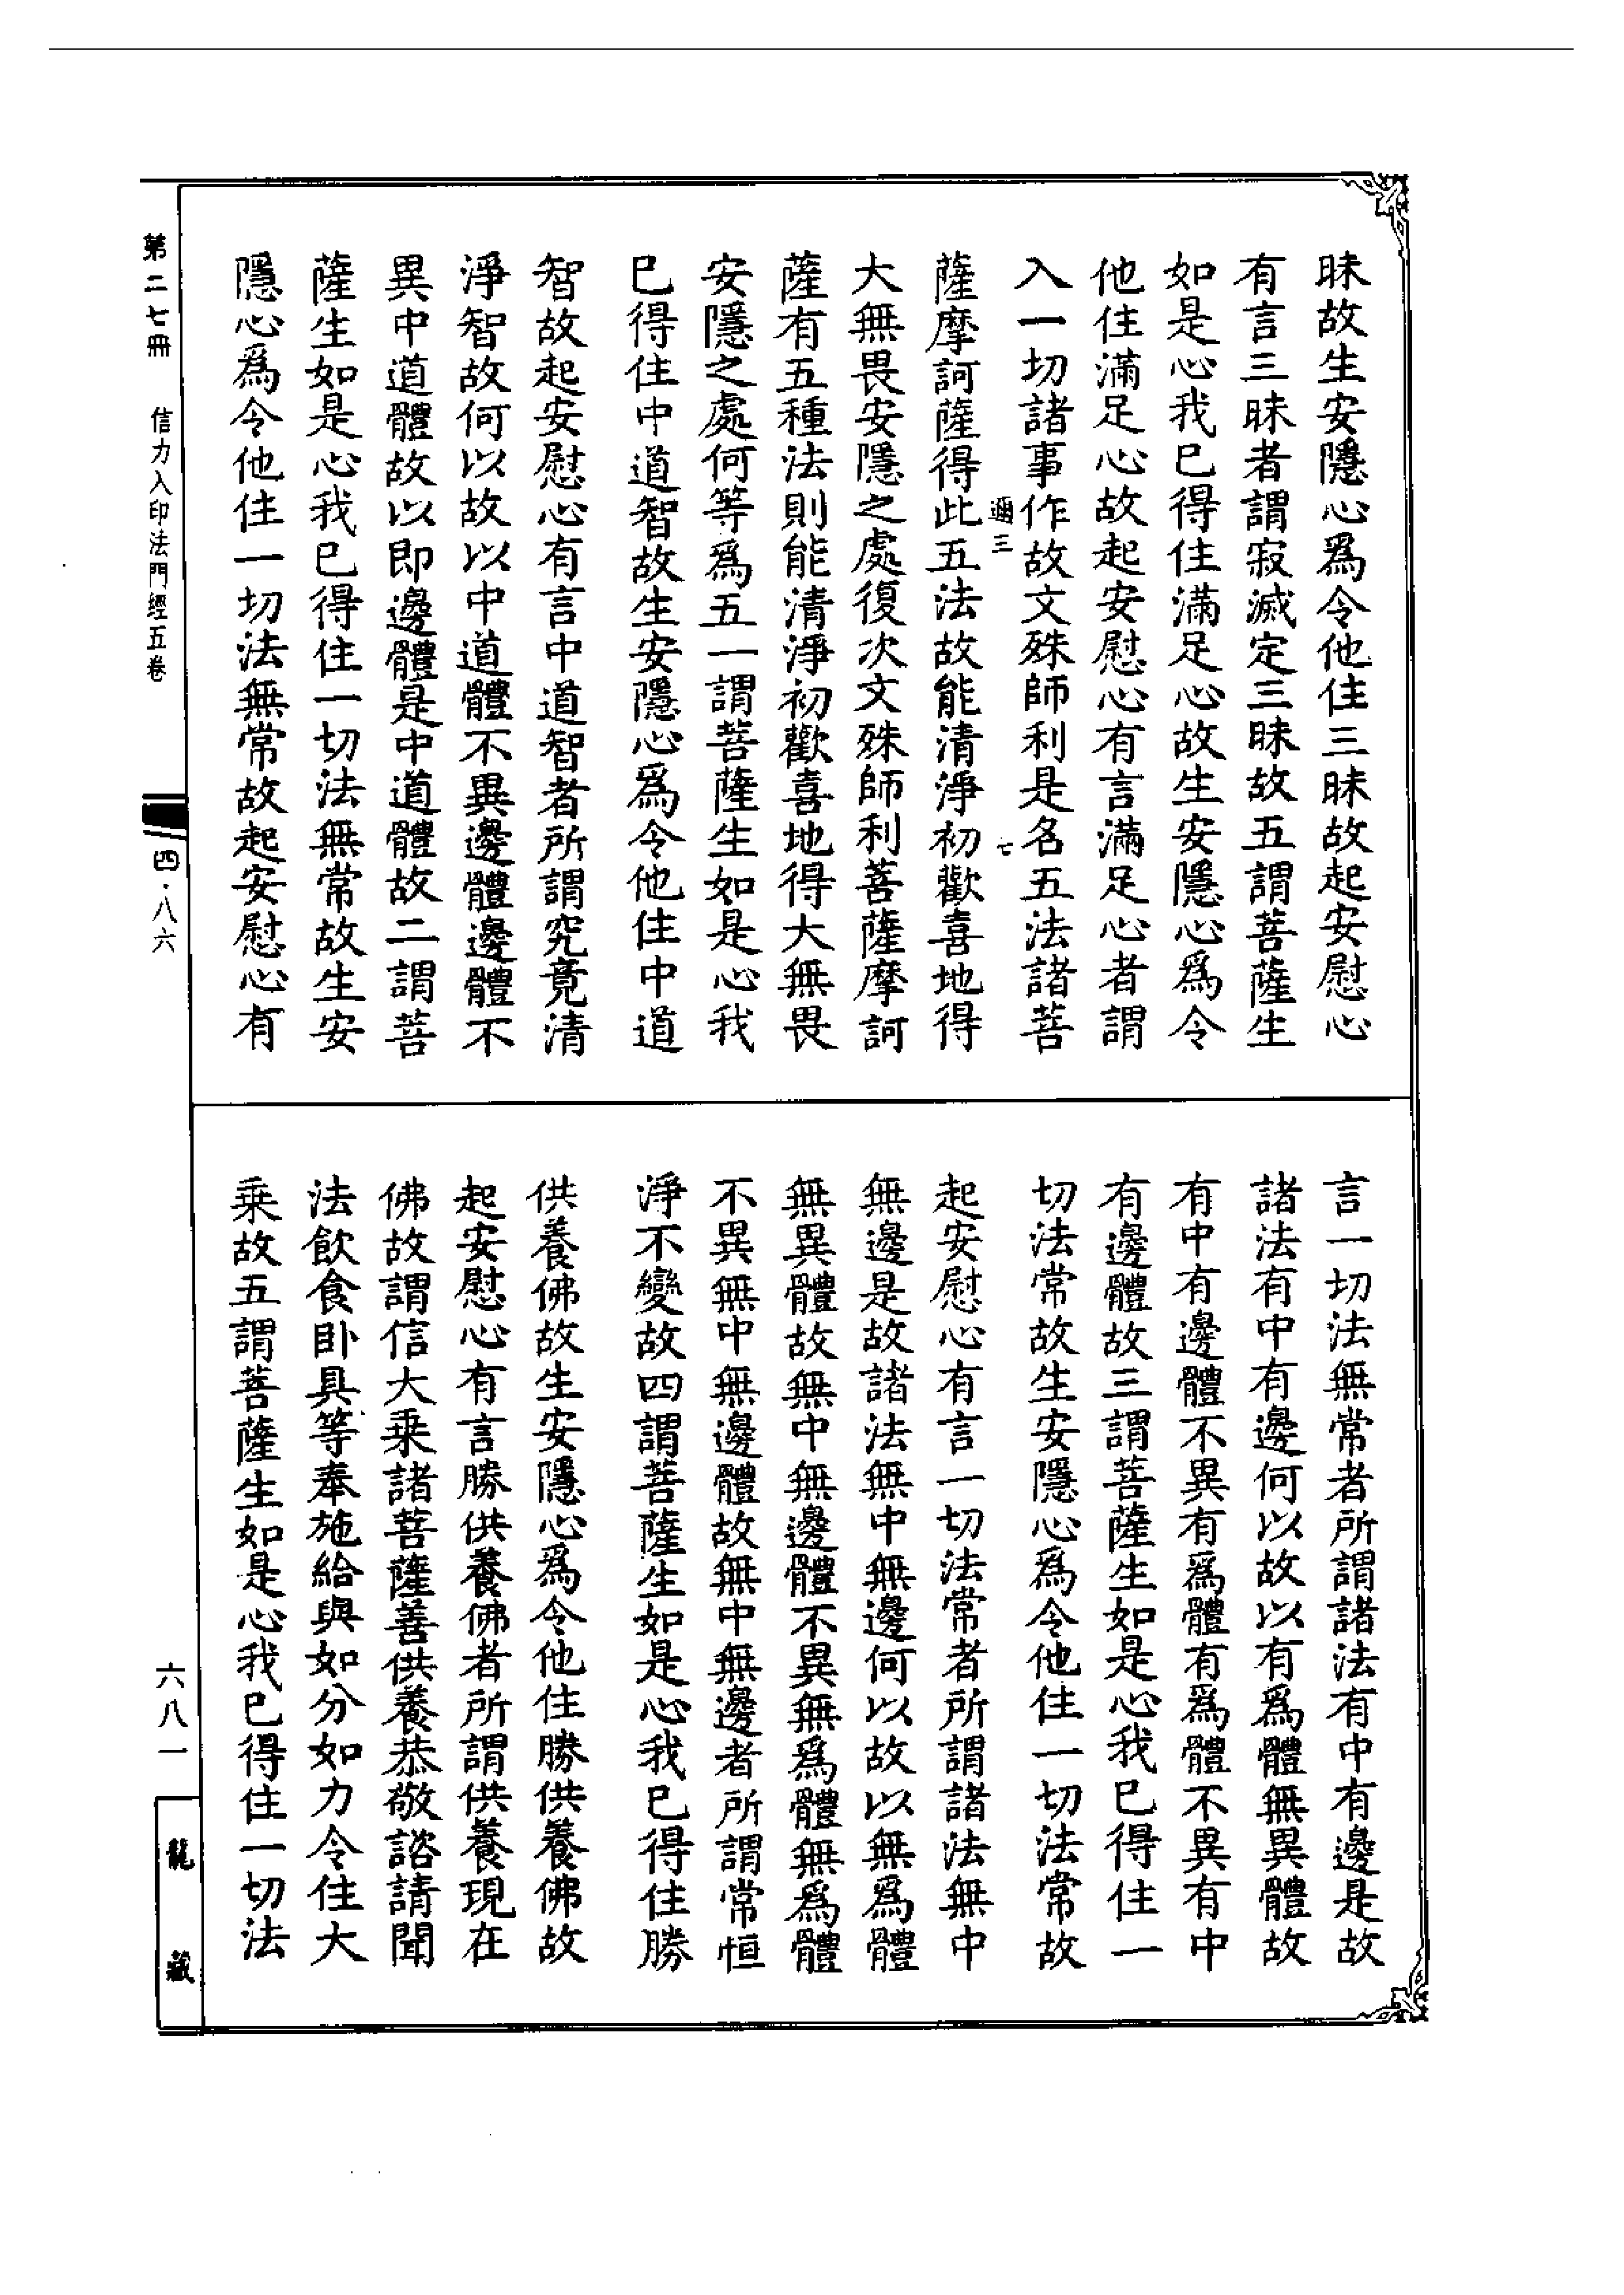 昧故生安隱心爲令他住三昧故起安慰心
有言三昧者謂寂滅定三昧故五謂菩薩生
如是心我已得住滿足心故生安隱心爲令
他住滿足心故起安慰心有言滿足心者謂
入一切諸事作故文殊師利是名五法諸菩
邇三
七
薩摩訶薩得此五法故能清淨初歡喜地得
大無畏安隱之處復次文殊師利菩薩摩訶
薩有五種法則能清淨初歡喜地得大無畏
安隱之處何等爲五一謂菩薩生如是心我
已得住中道智故生安隱心爲令他住中道
智故起安慰心有言中道智者所謂究竟清
淨智故何以故以中道體不異邊體邊體不
異中道體故以即邊體是中道體故二謂菩
薩生如是心我已得住一切法無常故生安
隱心爲令他住一切法無常故起安慰心有
言一切法無常者所謂諸法有中有邊是故
諸法有中有邊何以故以有爲體無異體故
有中有邊體不異有爲體有爲體不異有中
有邊體故三謂菩薩生如是心我已得住一
切法常故生安隱心爲令他住一切法常故
起安慰心有言一切法常者所謂諸法無中
無邊是故諸法無中無邊何以故以無爲體
無異體故無中無邊體不異無爲體無爲體
不異無中無邊體故無中無邊者所謂常恒
淨不變故四謂菩薩生如是心我已得住勝
供養佛故生安隱心爲令他住勝供養佛故
起安慰心有言勝供養佛者所謂供養現在
佛故謂信大乘諸菩薩善供養恭敬諮請聞
法飲食臥具等奉施給與如分如力令住大
乘故五謂菩薩生如是心我已得住一切法
第二七冊
信力入印法門經五卷
四·八六
六八一
龍藏